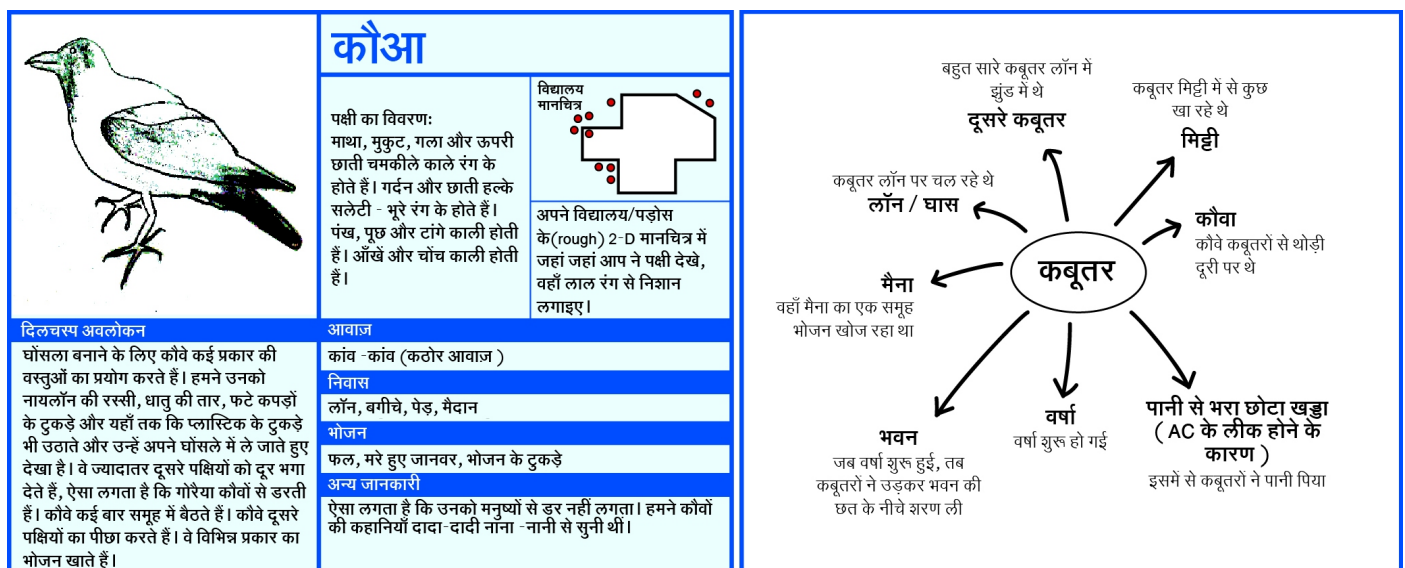 कौआ
पक्षी का विवरण:
माथा, मुकुट, गला और ऊपरी
छाती चमकीले काले रंग के
होते हैं। गर्दन और छाती हल्के
सलेटी - भूरे रंग के होते हैं।
पंख, पूछ और टांगे काली होती
हैं। आँखें और चोंच काली होती
हैं।
विद्यालय
मानचित्र
अपने विद्यालय/पड़ोस
के(rough) 2-D मानचित्र में
जहां जहां आप ने पक्षी देखे,
वहाँ लाल रंग से निशान
लगाइए।
दिलचस्प अवलोकन
घोंसला बनाने के लिए कौवे कई प्रकार की
वस्तुओं का प्रयोग करते हैं। हमने उनको
नायलॉन की रस्सी, धातु की तार, फटे कपड़ों
के टुकड़े और यहाँ तक कि प्लास्टिक के टुकड़े
भी उठाते और उन्हें अपने घोंसले में ले जाते हुए
देखा है। वे ज्यादातर दूसरे पक्षियों को दूर भगा
देते हैं, ऐसा लगता है कि गोरैया कौवों से डरती
हैं। कौवे कई बार समूह में बैठते हैं। कौवे दूसरे
पक्षियों का पीछा करते हैं। वे विभिन्न प्रकार का
भोजन खाते हैं।
आवाज़
कांव -कांव (कठोर आवाज़ )
निवास
लॉन, बगीचे, पेड़, मैदान
भोजन
फल, मरे हुए जानवर, भोजन के टुकड़े
अन्य जानकारी
ऐसा लगता है कि उनको मनुष्यों से डर नहीं लगता। हमने कौवों
की कहानियाँ दादा-दादी नाना -नानी से सुनी थीं।
बहुत सारे कबूतर लॉन में
झुंड में थे
दूसरे कबूतर
कबूतर मिट्टी में से कुछ
खा रहे थे
मिट्टी
कबूतर लॉन पर चल रहे थे
लॉन / घास
कौवा
कौवे कबूतरों से थोड़ी
दूरी पर थे
कबूतर
मैना
वहाँ मैना का एक समूह
भोजन खोज रहा था
भवन
जब वर्षा शुरू हुई, तब
कबूतरों ने उड़कर भवन की
छत के नीचे शरण ली
वर्षा
वर्षा शुरू हो गई
पानी से भरा छोटा खड्डा
( AC के लीक होने के
कारण )
इसमें से कबूतरों ने पानी पिया